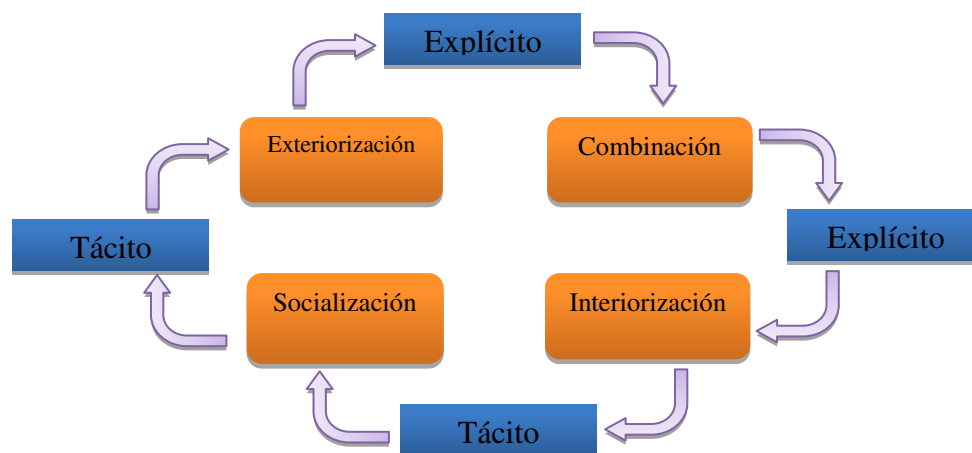 Explícito
Exteriorización
Combinación
Tácito
Explícito
Socialización
Interiorización
Tácito